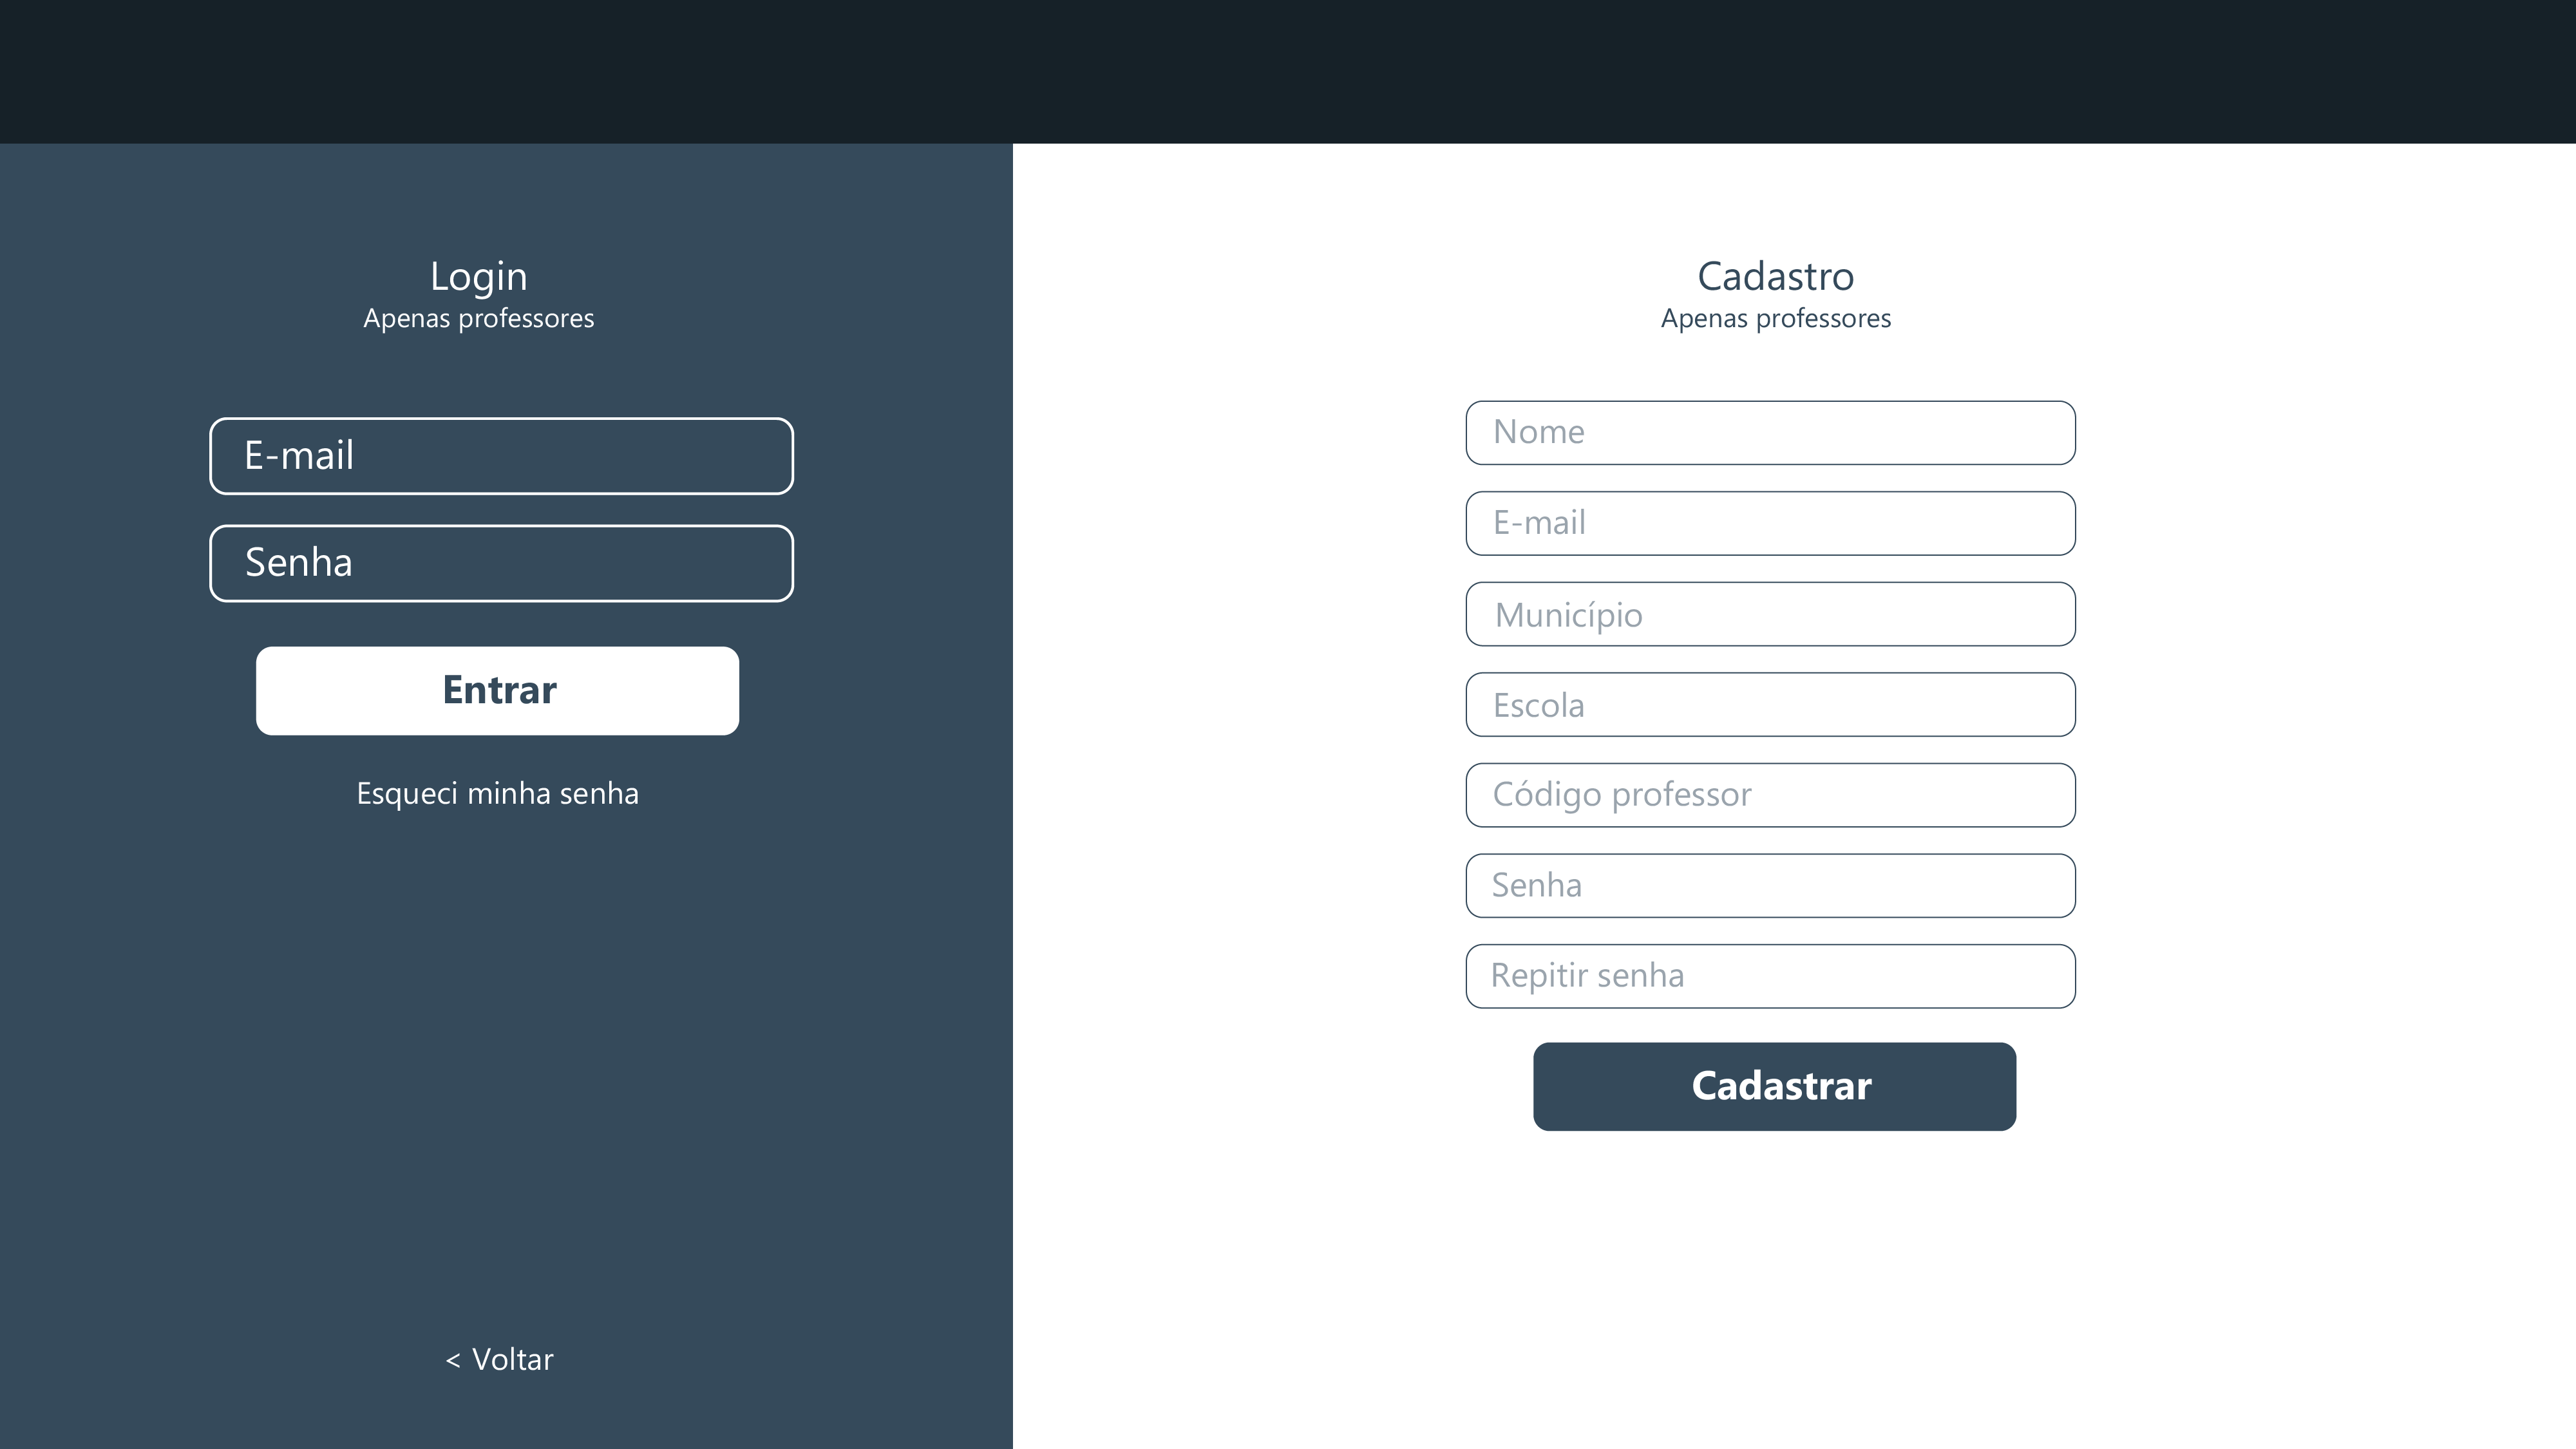 Login
Apenas professores
E-mail
Senha
Entrar
Esqueci minha senha
< Voltar
Cadastro
Apenas professores
Nome
E-mail
Município
Escola
Código professor
Senha
Repitir senha
Cadastrar